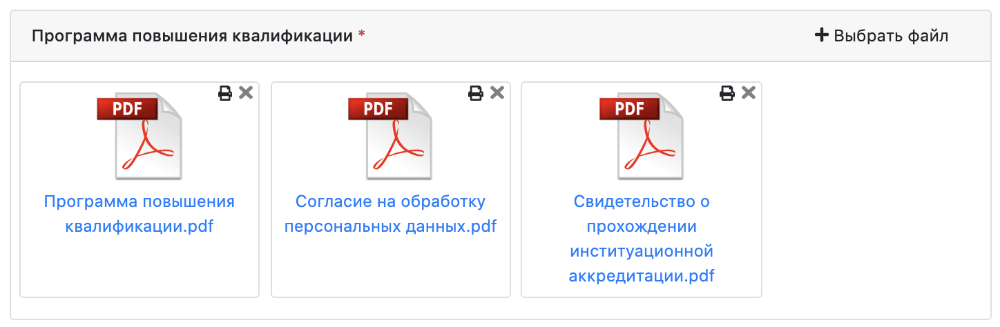 Программа повышения квалификации *
+ Выбрать файл
PDF
Программа повышения
квалификации.pdf
PDF
Согласие на обработку
персональных данных.pdf
PDF
Свидетельство о
прохождении
институационной
аккредитации.pdf